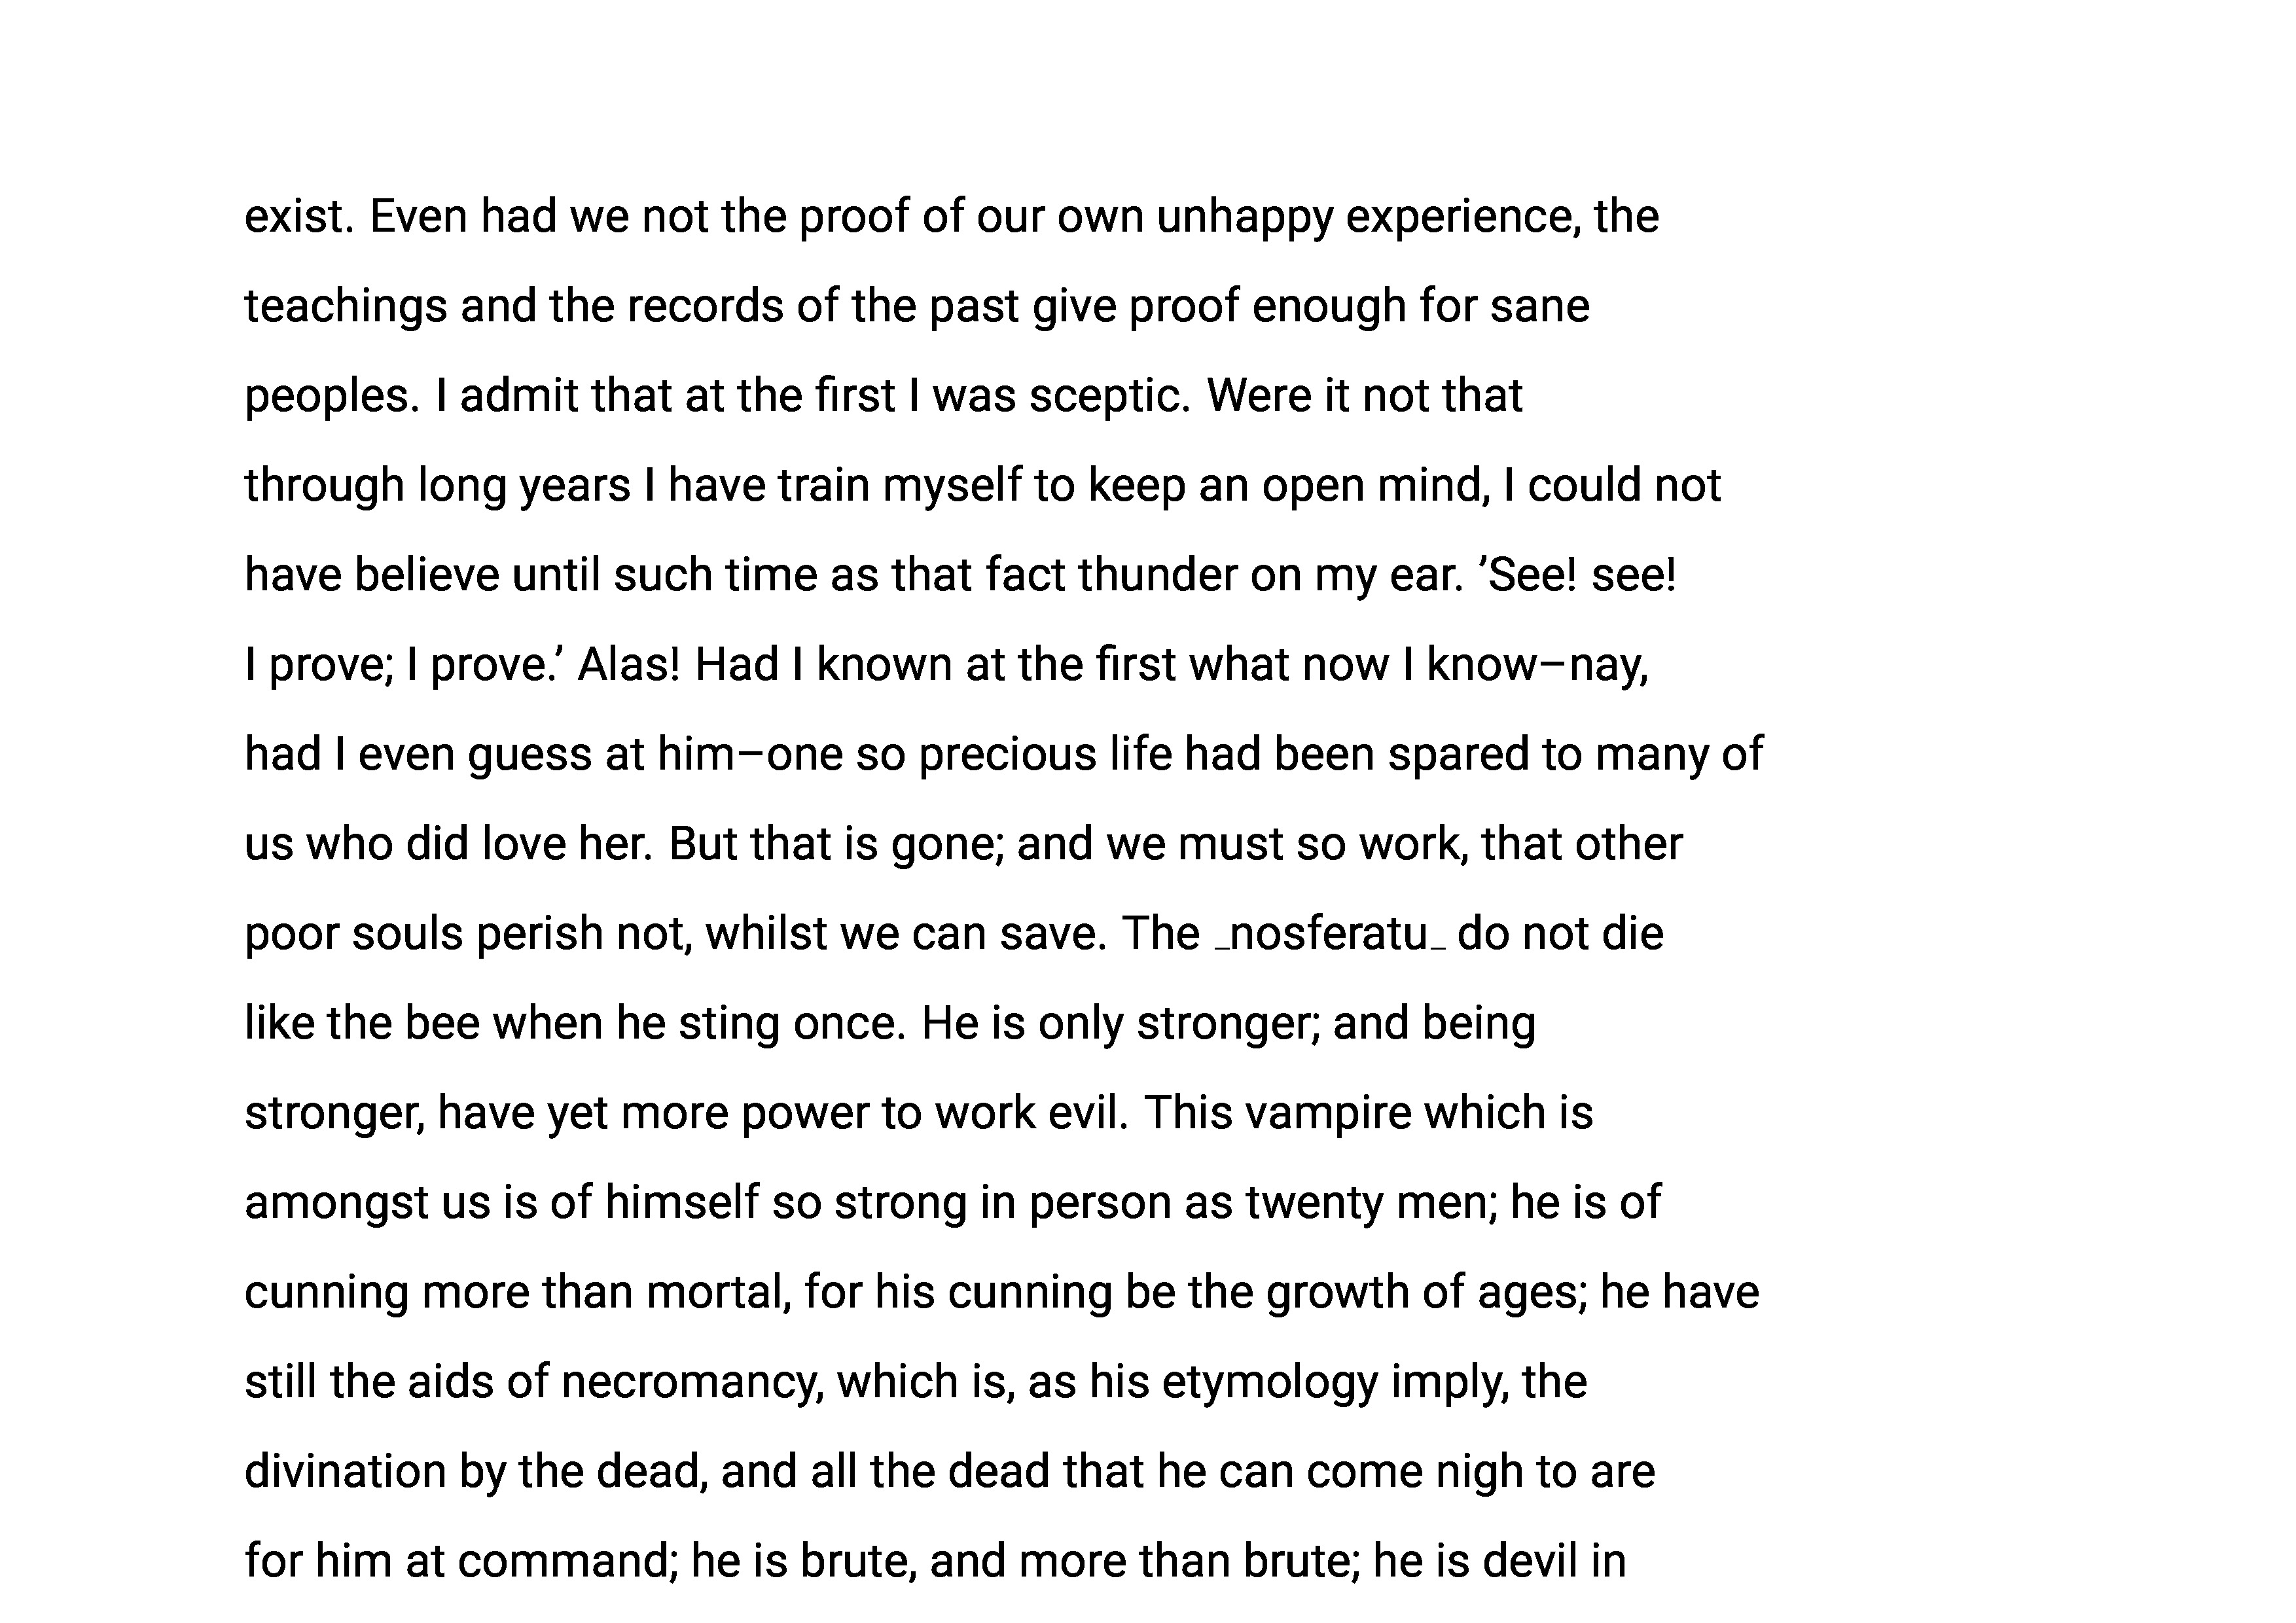 exist. Even had we not the proof of our own unhappy experience, the
teachings and the records of the past give proof enough for sane
peoples. I admit that at the first I was sceptic. Were it not that
through long years I have train myself to keep an open mind, I could not
have believe until such time as that fact thunder on my ear. ’See! see!
I prove; I prove.’ Alas! Had I known at the first what now I know–nay,
had I even guess at him–one so precious life had been spared to many of
us who did love her. But that is gone; and we must so work, that other
poor souls perish not, whilst we can save. The _nosferatu_ do not die
like the bee when he sting once. He is only stronger; and being
stronger, have yet more power to work evil. This vampire which is
amongst us is of himself so strong in person as twenty men; he is of
cunning more than mortal, for his cunning be the growth of ages; he have
still the aids of necromancy, which is, as his etymology imply, the
divination by the dead, and all the dead that he can come nigh to are
for him at command; he is brute, and more than brute; he is devil in